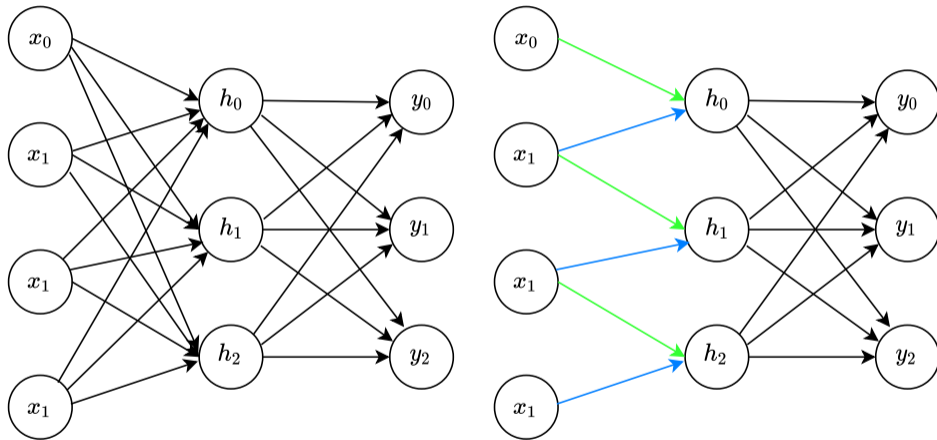 x₀
x₁
x₁
x₁
h₀
h₁
h₂
y₀
y₁
y₂
x₀
x₁
x₁
x₁
h₀
h₁
h₂
y₀
y₁
y₂